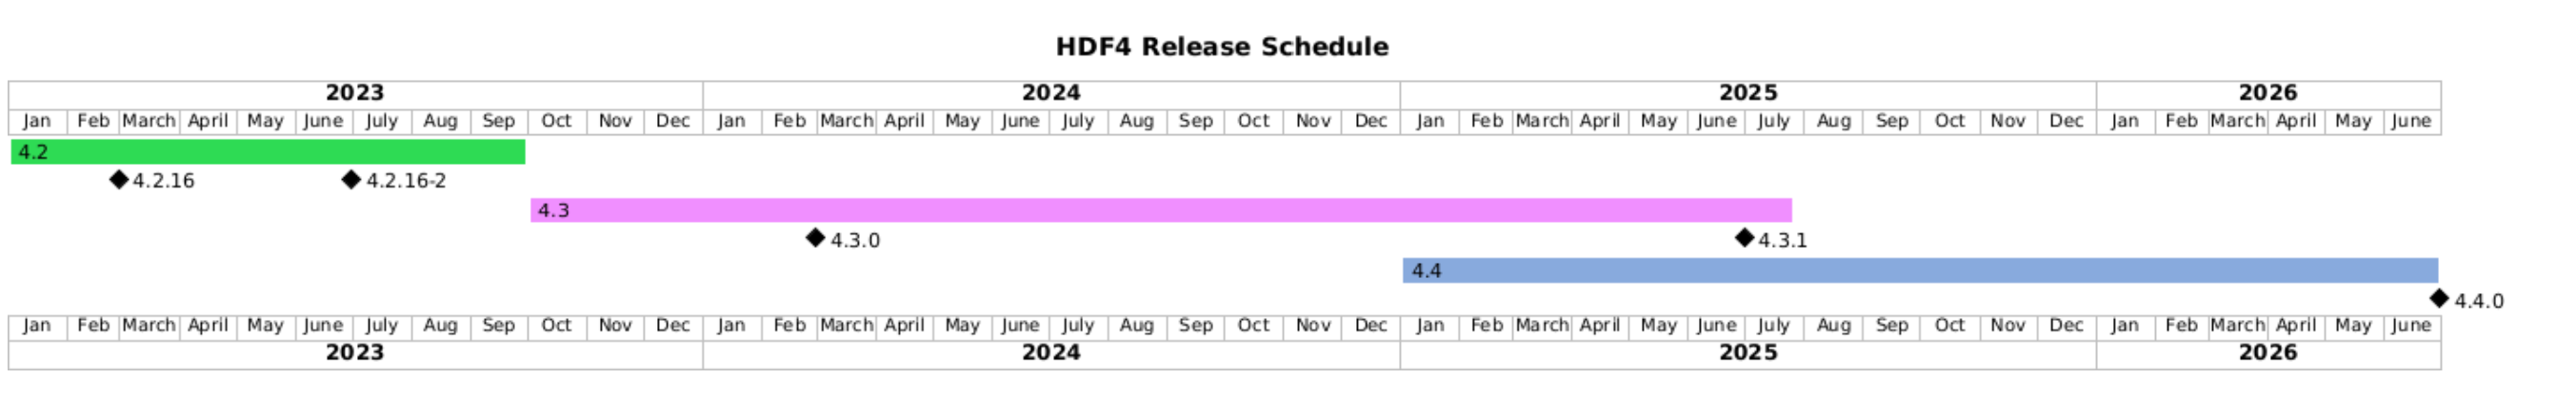 HDF4 Release Schedule
2023 2024 2025 2026
Jan Feb March April May June July Aug Sep Oct Nov Dec Jan Feb March April May June July Aug Sep Oct Nov Dec Jan Feb March April May June July Aug Sep Oct Nov Dec Jan Feb March April May June
4.2
4.2.16 4.2.16-2
4.3
4.3.0 4.3.1
4.4
4.4.0
Jan Feb March April May June July Aug Sep Oct Nov Dec Jan Feb March April May June July Aug Sep Oct Nov Dec Jan Feb March April May June July Aug Sep Oct Nov Dec Jan Feb March April May June
2023 2024 2025 2026